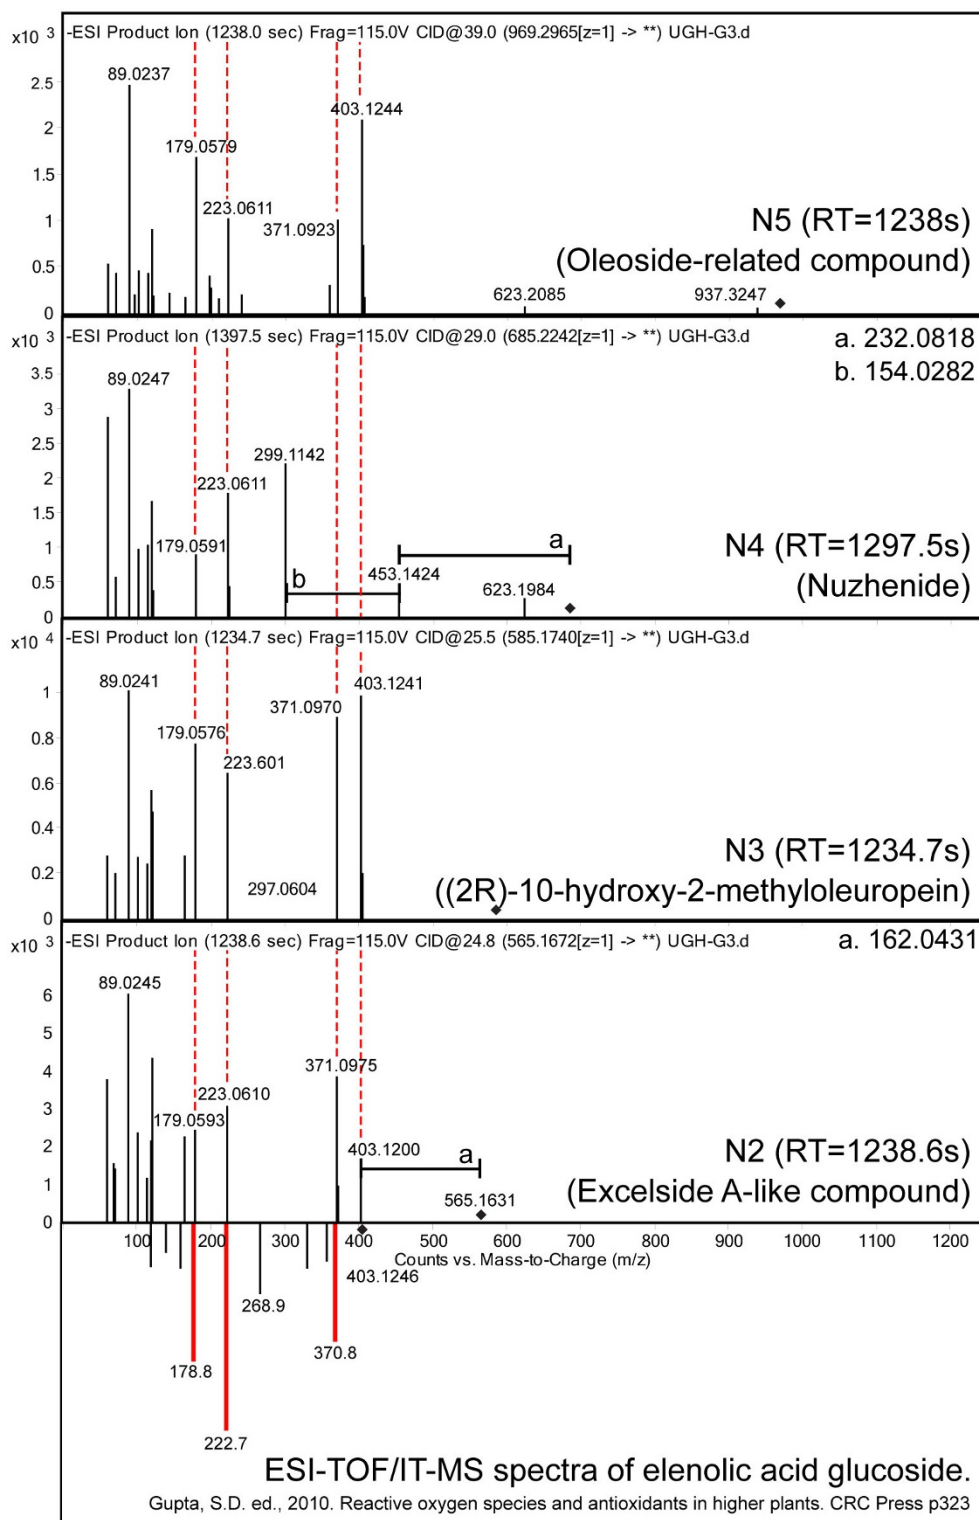 x10 3
-ESI Product Ion (1238.0 sec) Frag=115.0V CID@39.0 (969.2965[z=1] -> **) UGH-G3.d
89.0237
2.5
403.1244
2
179.0579
1.5
223.0611
371.0923
1
N5 (RT=1238s)
0.5
(Oleoside-related compound)
623.2085
937.3247
0
x10 3
-ESI Product Ion (1397.5 sec) Frag=115.0V CID@29.0 (685.2242[z=1] -> **) UGH-G3.d
a. 232.0818
b. 154.0282
3.5
89.0247
3
2.5
299.1142
2
223.0611
1.5
1
179.0591
a
N4 (RT=1297.5s)
b
453.1424
0.5
623.1984
(Nuzhenide)
0
x10 4
-ESI Product Ion (1234.7 sec) Frag=115.0V CID@25.5 (585.1740[z=1] -> **) UGH-G3.d
89.0241
403.1241
1
371.0970
179.0576
0.8
223.601
0.6
0.4
N3 (RT=1234.7s)
0.2
297.0604
((2R)-10-hydroxy-2-methyloleuropein)
0
x10 3
-ESI Product Ion (1238.6 sec) Frag=115.0V CID@24.8 (565.1672[z=1] -> **) UGH-G3.d
a. 162.0431
89.0245
6
5
371.0975
4
223.0610
3
179.0593
2
403.1200
a
N2 (RT=1238.6s)
1
565.1631
(Excelside A-like compound)
0
100 200 300 400 500 600 700 800 900 1000 1100 1200
Counts vs. Mass-to-Charge (m/z)
403.1246
268.9
370.8
178.8
222.7
ESI-TOF/IT-MS spectra of elenolic acid glucoside.
Gupta, S.D. ed., 2010. Reactive oxygen species and antioxidants in higher plants. CRC Press p323